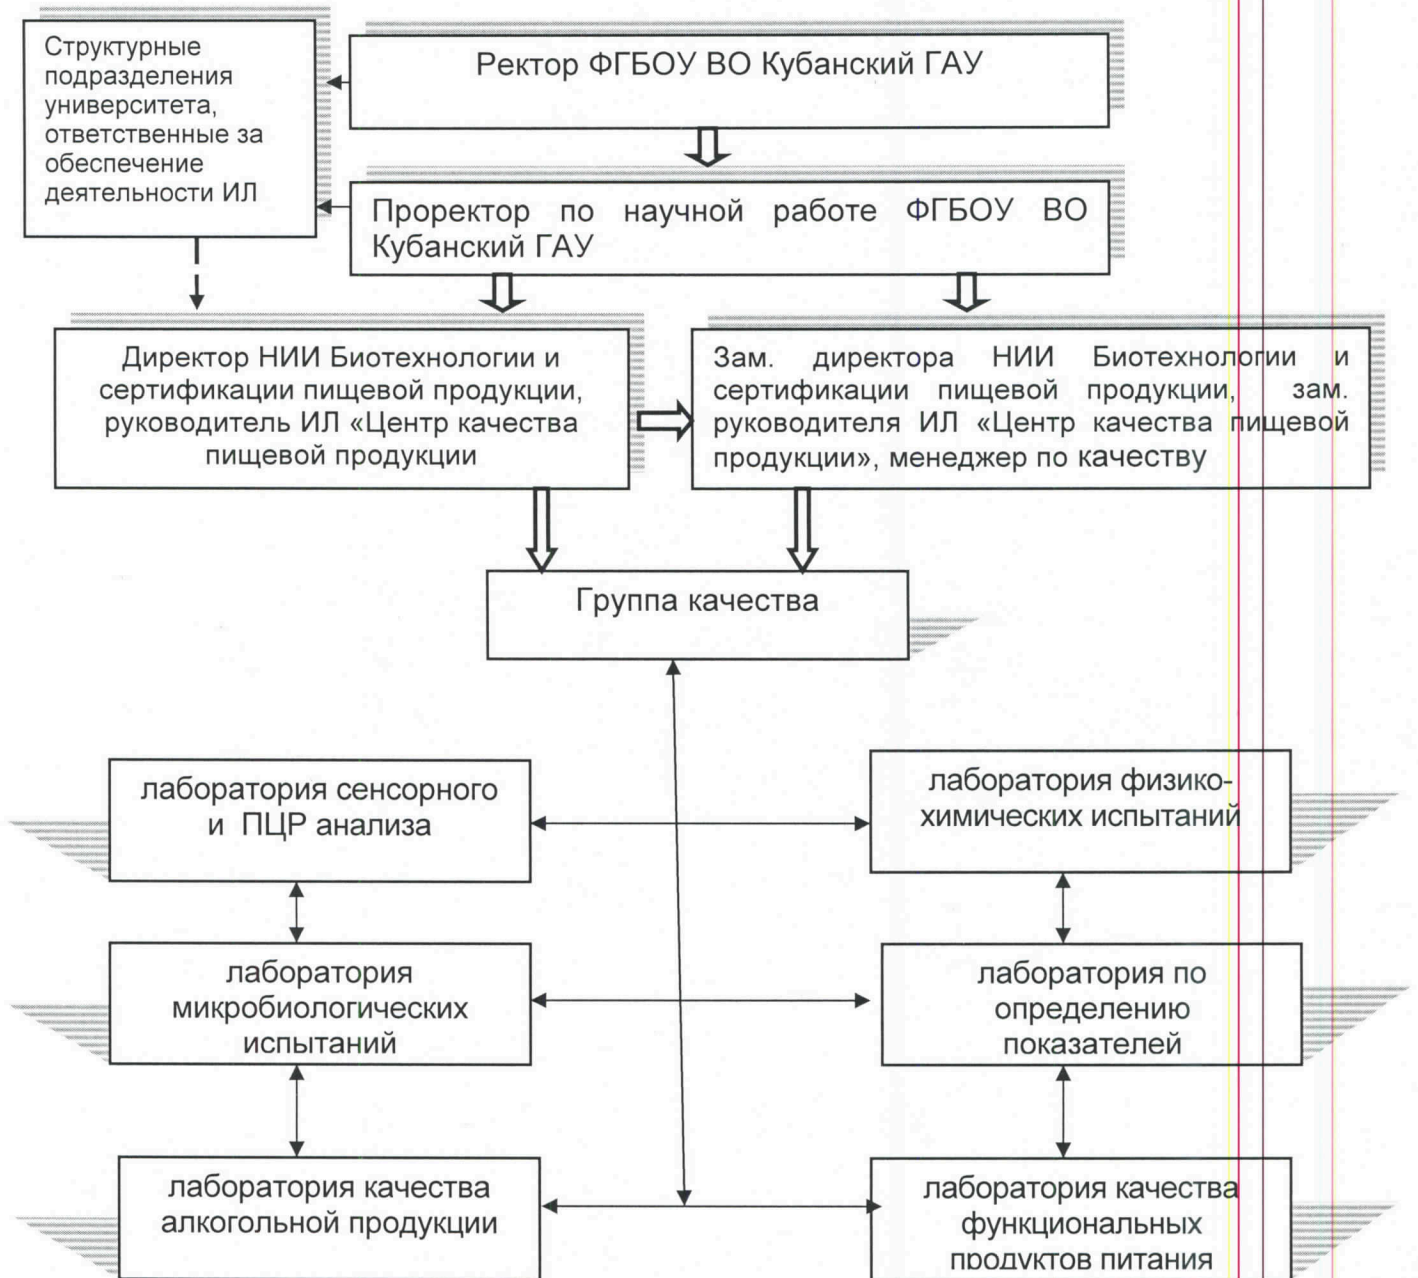 Структурные
подразделения
университета,
ответственные за
обеспечение
деятельности ИЛ
Ректор ФГБОУ ВО Кубанский ГАУ
Проректор по научной работе ФГБОУ ВО
Кубанский ГАУ
Директор НИИ Биотехнологии и
сертификации пищевой продукции,
руководитель ИЛ «Центр качества
пищевой продукции
Зам. директора НИИ Биотехнологии и
сертификации пищевой продукции, зам.
руководителя ИЛ «Центр качества пищевой
продукции», менеджер по качеству
Группа качества
лаборатория сенсорного
и ПЦР анализа
лаборатория физико-
химических испытаний
лаборатория
микробиологических
испытаний
лаборатория по
определению
показателей
лаборатория качества
алкогольной продукции
лаборатория качества
функциональных
продуктов питания